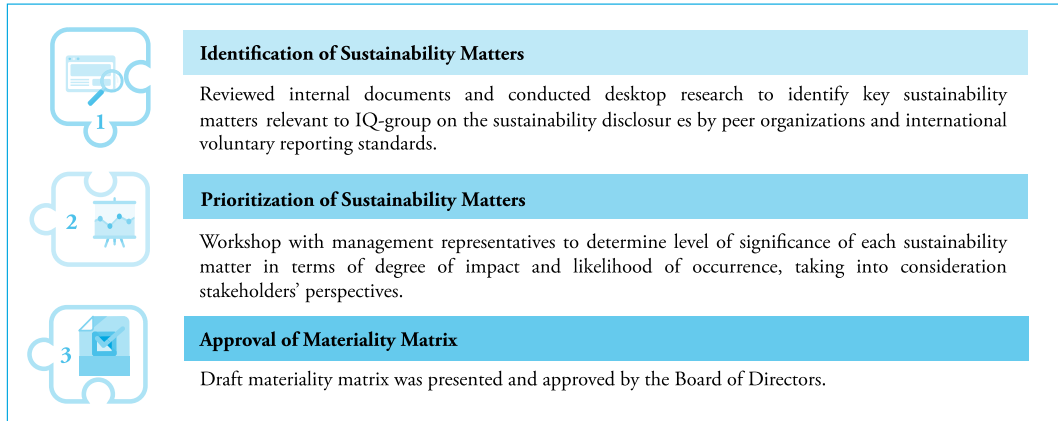 1
Identification of Sustainability Matters
Reviewed internal documents and conducted desktop research to identify key sustainability
matters relevant to IQ-group on the sustainability disclosur es by peer organizations and international
voluntary reporting standards.
2
Prioritization of Sustainability Matters
Workshop with management representatives to determine level of significance of each sustainability
matter in terms of degree of impact and likelihood of occurrence, taking into consideration
stakeholders’ perspectives.
3
Approval of Materiality Matrix
Draft materiality matrix was presented and approved by the Board of Directors.